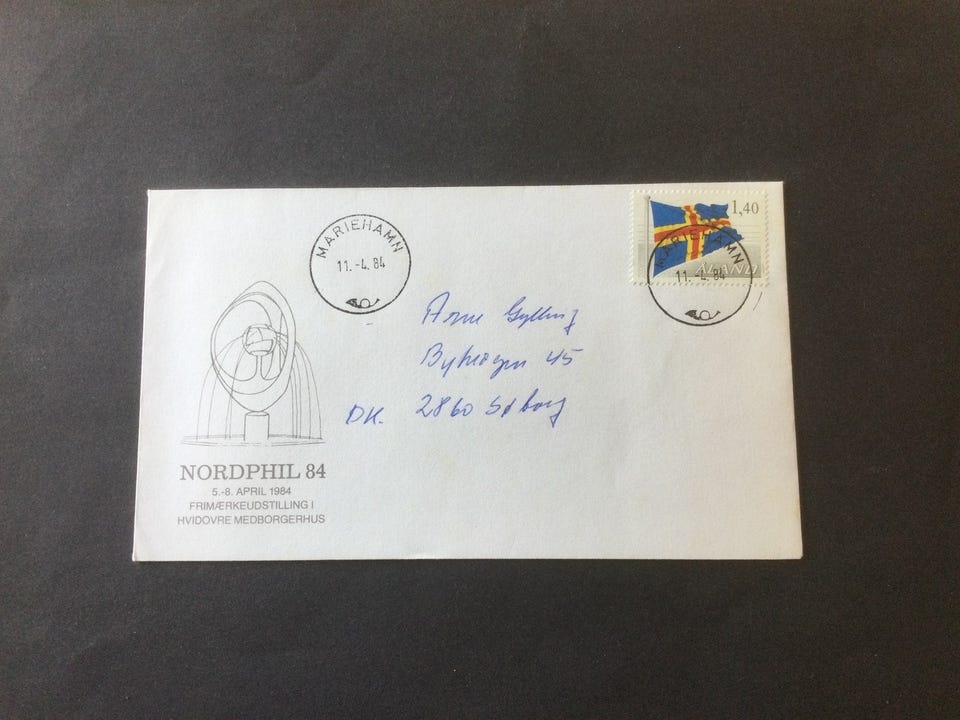 MARIEHAMN
11.-4. 84
1,40
ÅLAND
MARIEHAMN
11.-4. 84
Arne Gylling
45
DK. 2860 Søborg
NORDPHIL 84
5.-8. APRIL 1984
FRIMÆRKEUDSTILLING I
HVIDOVRE MEDBORGERHUS